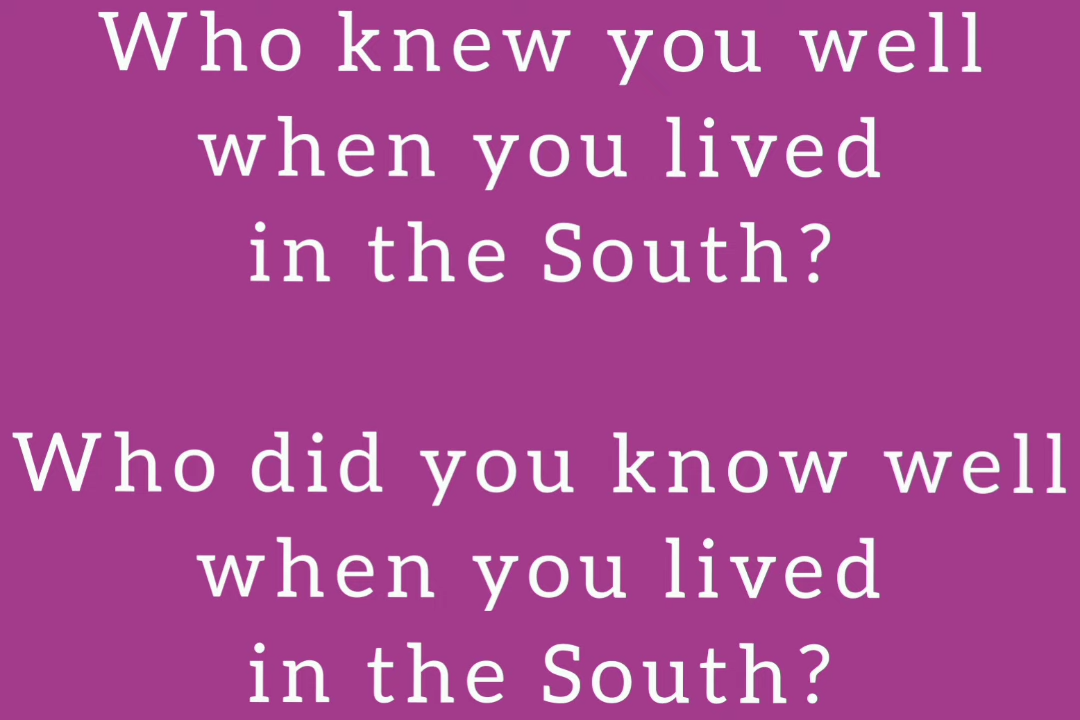 Who knew you well
when you lived
in the South?
Who did you know well
when you lived
in the South?